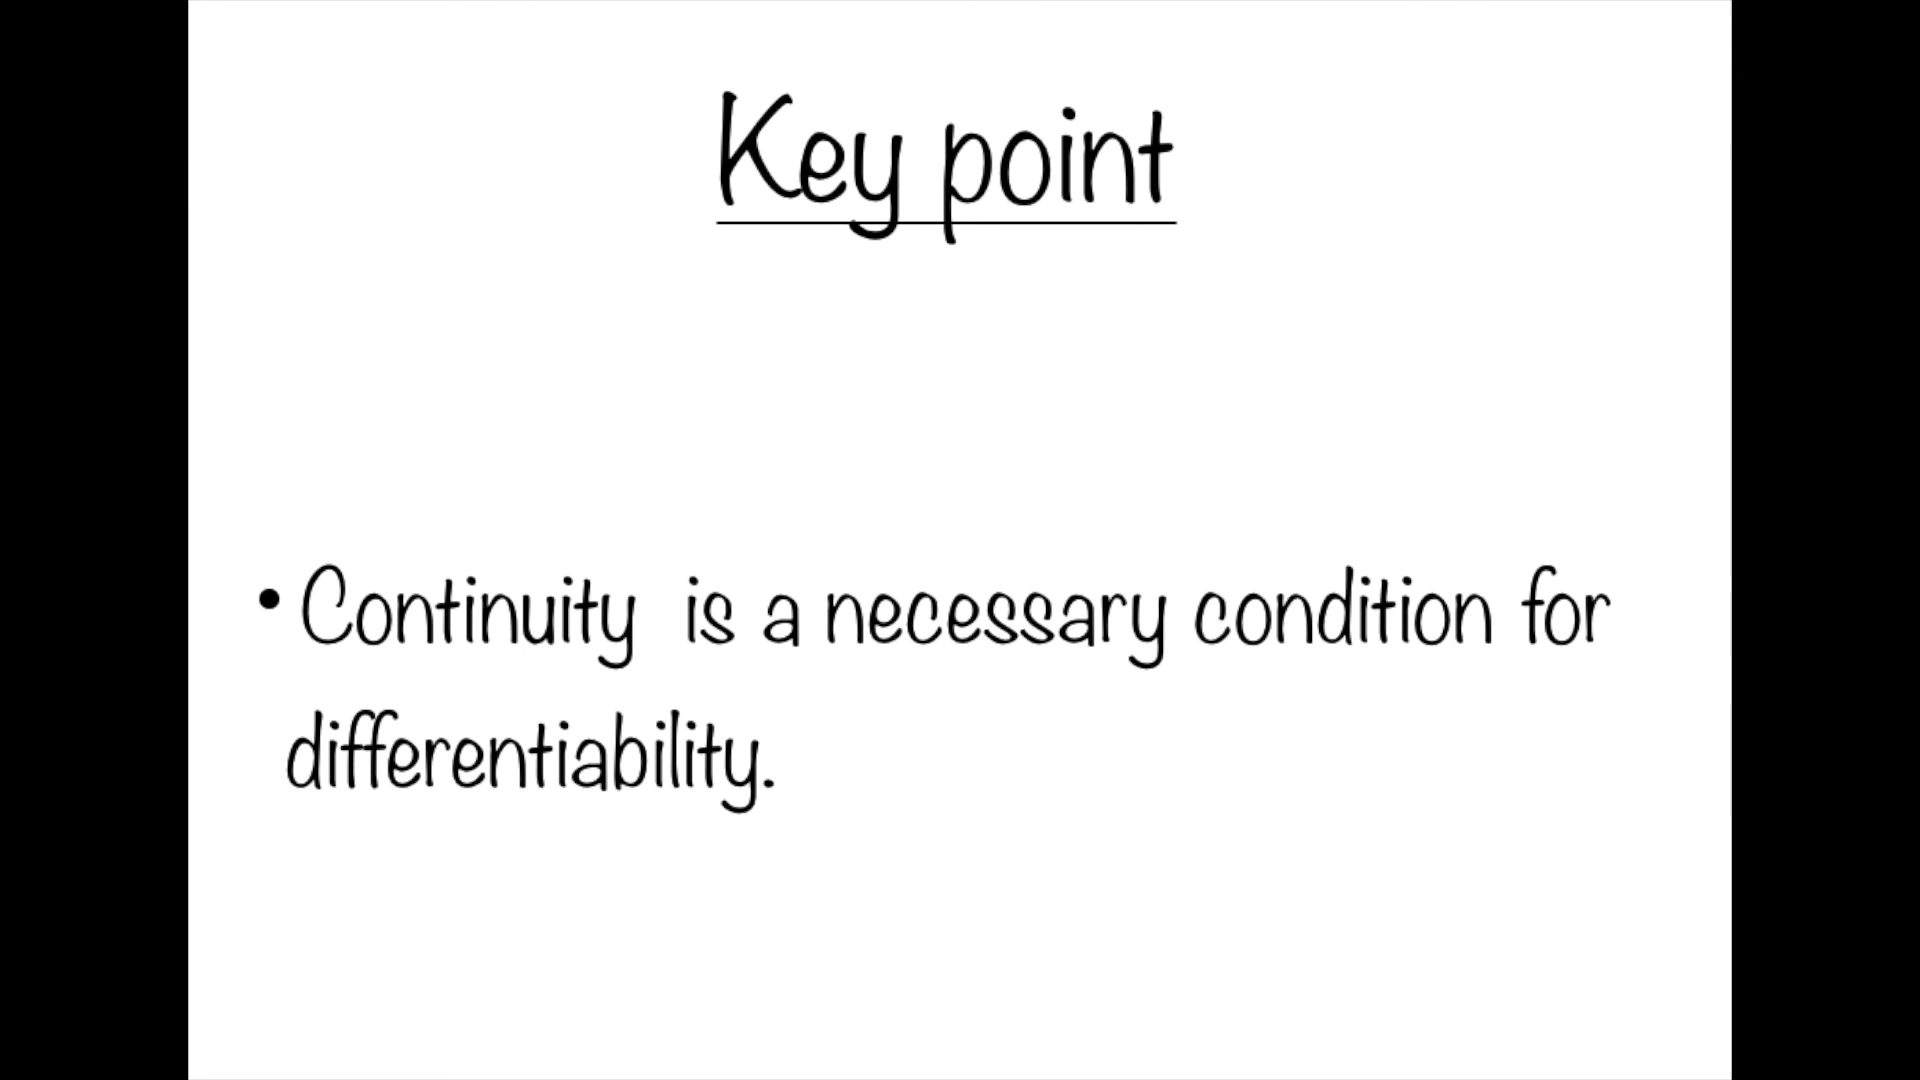 Key point
• Continuity is a necessary condition for
differentiability.